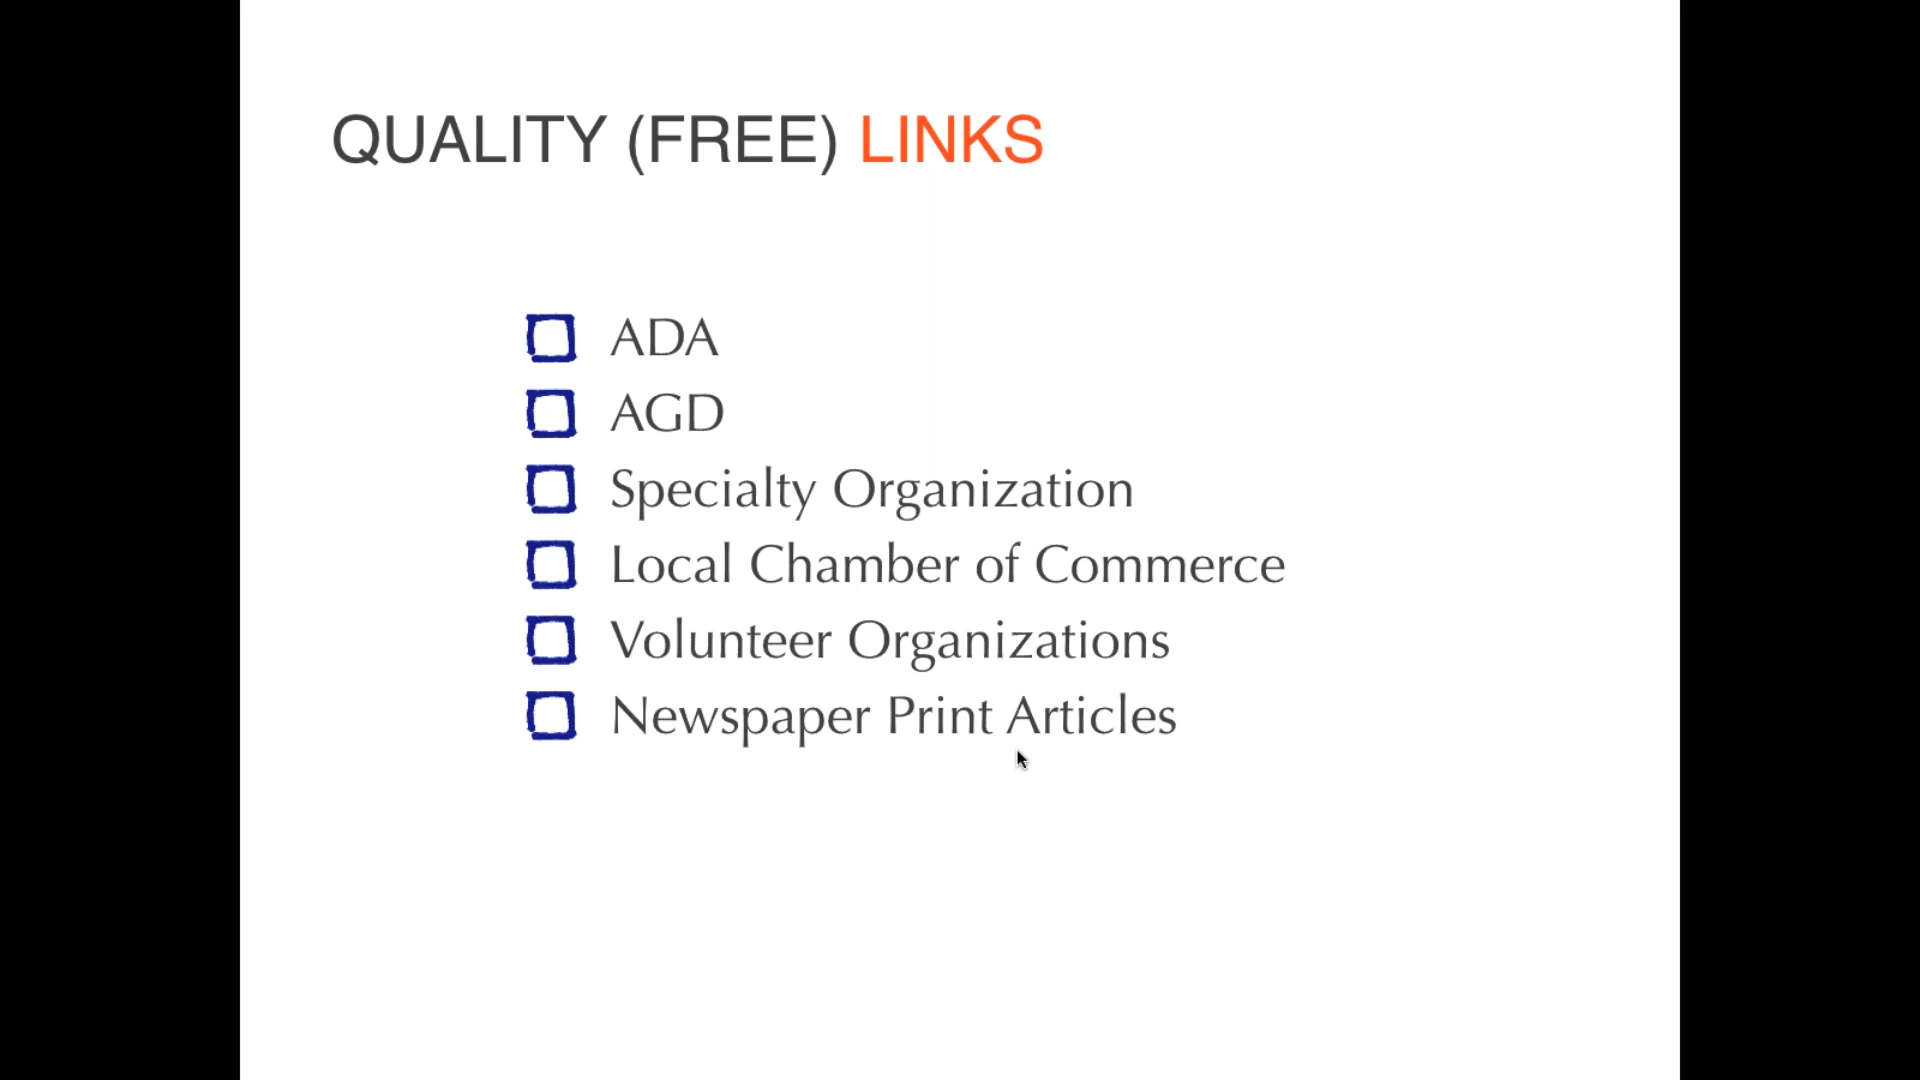 QUALITY (FREE) LINKS
ADA
AGD
Specialty Organization
Local Chamber of Commerce
Volunteer Organizations
Newspaper Print Articles